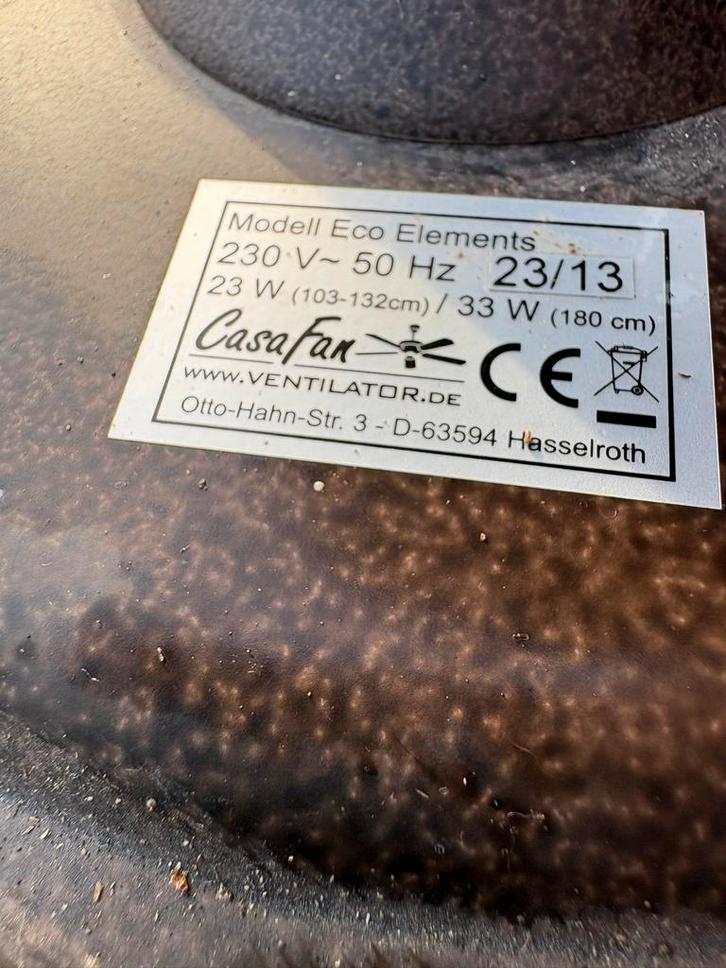 Modell Eco Elements
230 V~ 50 Hz 23/13
23 W (103-132cm) / 33 W (180 cm)
CasaFan CE
www.VENTILATOR.DE
Otto-Hahn-Str. 3 - D-63594 Hasselroth